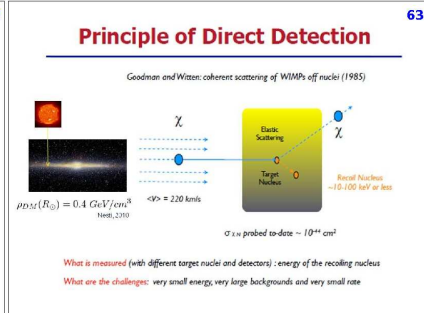 63
Principle of Direct Detection
Goodman and Witten: coherent scattering of WIMPs off nuclei (1985)
χ
χ
Elastic
Scattering
Target
Nucleus
Recoil Nucleus
~10-100 keV or less
ρ_DM(R_⊙) = 0.4 GeV/cm³
Nesti, 2010
<V> = 220 km/s
σ_χN probed to-date ~ 10⁻⁴⁴ cm²
What is measured (with different target nuclei and detectors) : energy of the recoiling nucleus
What are the challenges: very small energy, very large backgrounds and very small rate